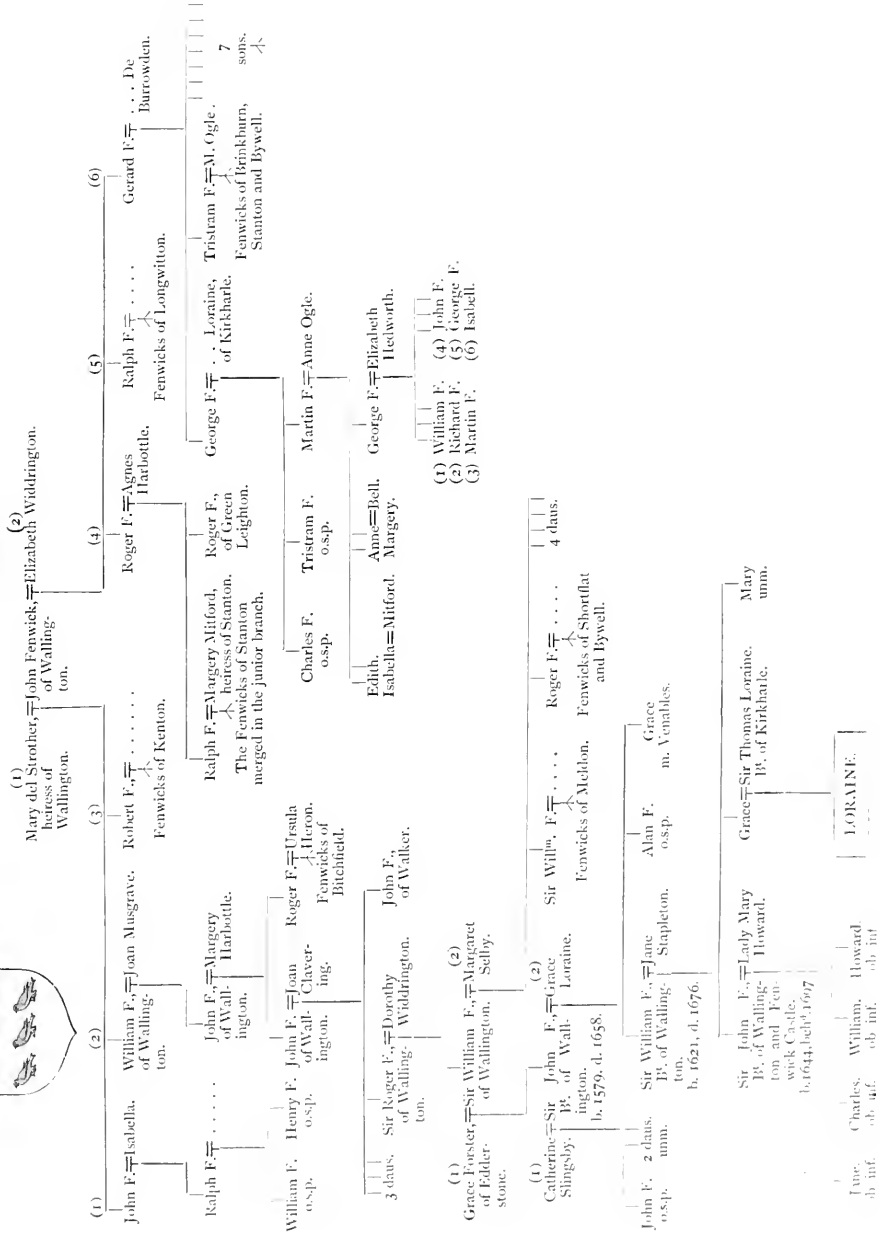 (1) (2)
Mary del Strother,=John Fenwick,=Elizabeth Widdrington.
heiress of of Walling-
Wallington. ton.
(1) (2) (3) (4) (5) (6)
John F.=Isabella. William F.,=Joan Musgrave. Robert F.,=....... Roger F.=Agnes Ralph F.=..... Gerard F.=... De
of Walling- Harbottle. Burrowden.
ton.
Fenwicks of Kenton. Fenwicks of Longwitton.
Ralph F.=..... John F.,=Margery Ralph F.=Margery Mitford, Roger F., George F.=.. Loraine, Tristram F.=M. Ogle. 7
of Wall- Harbottle. heiress of Stanton. of Green of Kirkharle. sons.
ington. The Fenwicks of Stanton Leighton. Fenwicks of Brinkburn,
merged in the junior branch. Stanton and Bywell.
William F. Henry F. John F.=Joan Roger F.=Ursula Charles F. Tristram F. Martin F.=Anne Ogle.
o.s.p. o.s.p. of Wall- Claver- Heron. o.s.p. o.s.p.
ington. ing. Fenwicks of
Bitchfield.
3 daus. Sir Roger F.,=Dorothy John F., Edith. Anne=Bell. George F.=Elizabeth
of Walling- Widdrington. of Walker. Isabella=Mitford. Margery. Hedworth.
ton.
(1) William F. (4) John F.
(2) Richard F. (5) George F.
(3) Martin F. (6) Isabell.
(1) (2)
Grace Forster,=Sir William F.,=Margaret
of Edder- of Wallington. Selby.
stone.
(1) (2)
Catherine=Sir John F.,=Grace Sir Willm. F.=.... Roger F.=..... 4 daus.
Slingsby. Bt. of Wall- Loraine.
ington. Fenwicks of Meldon. Fenwicks of Shortflat
b. 1579, d. 1658. and Bywell.
John F. 2 daus. Sir William F.,=Jane Alan F. Grace
o.s.p. unm. Bt. of Walling- Stapleton. o.s.p. m. Venables.
ton.
b. 1621, d. 1676.
Sir John F.,=Lady Mary Grace=Sir Thomas Loraine. Mary
Bt. of Walling- Howard. Bt. of Kirkharle. unm.
ton and Fen-
wick Castle.
b. 1644, behd. 1697
Jane. Charles. William. Howard. LORAINE.
ob inf. ob inf. ob inf. ob inf